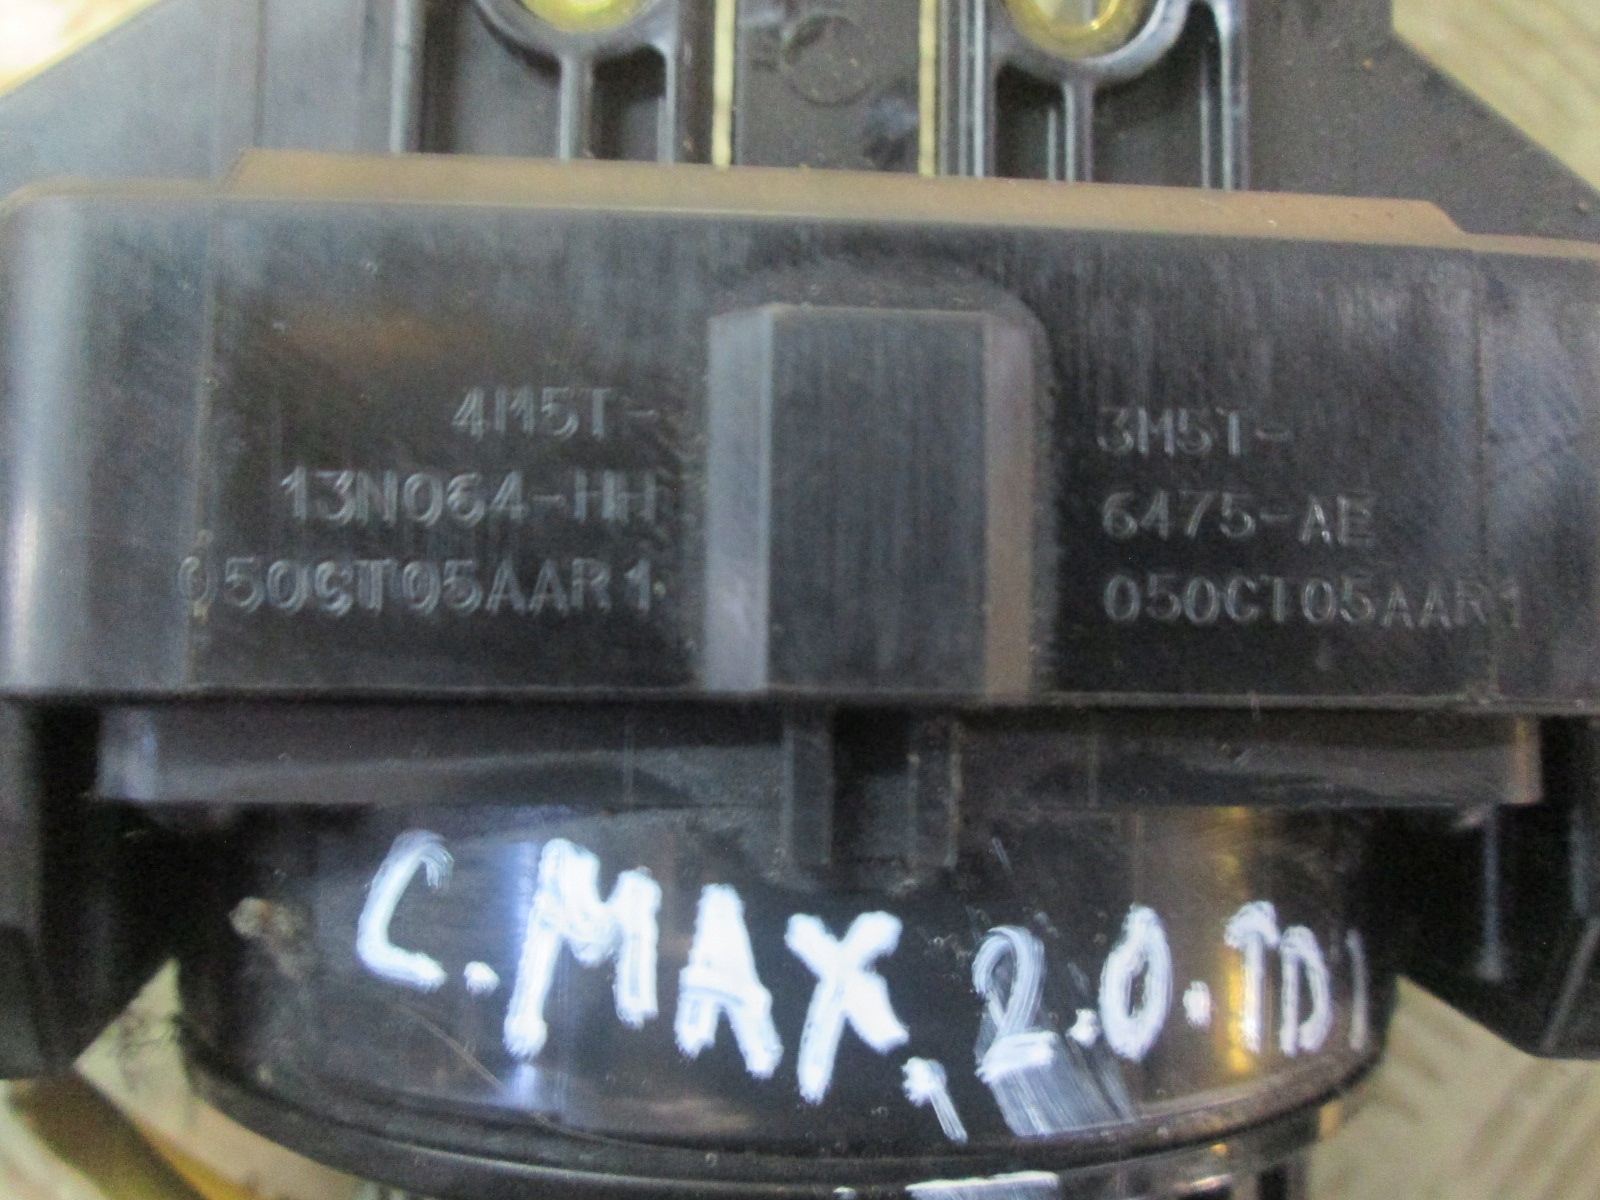 4M5T-
13N064-HH
050CT05AAR1
3M5T-
6475-AE
050CT05AAR1
C.MAX, 2.0.TDI